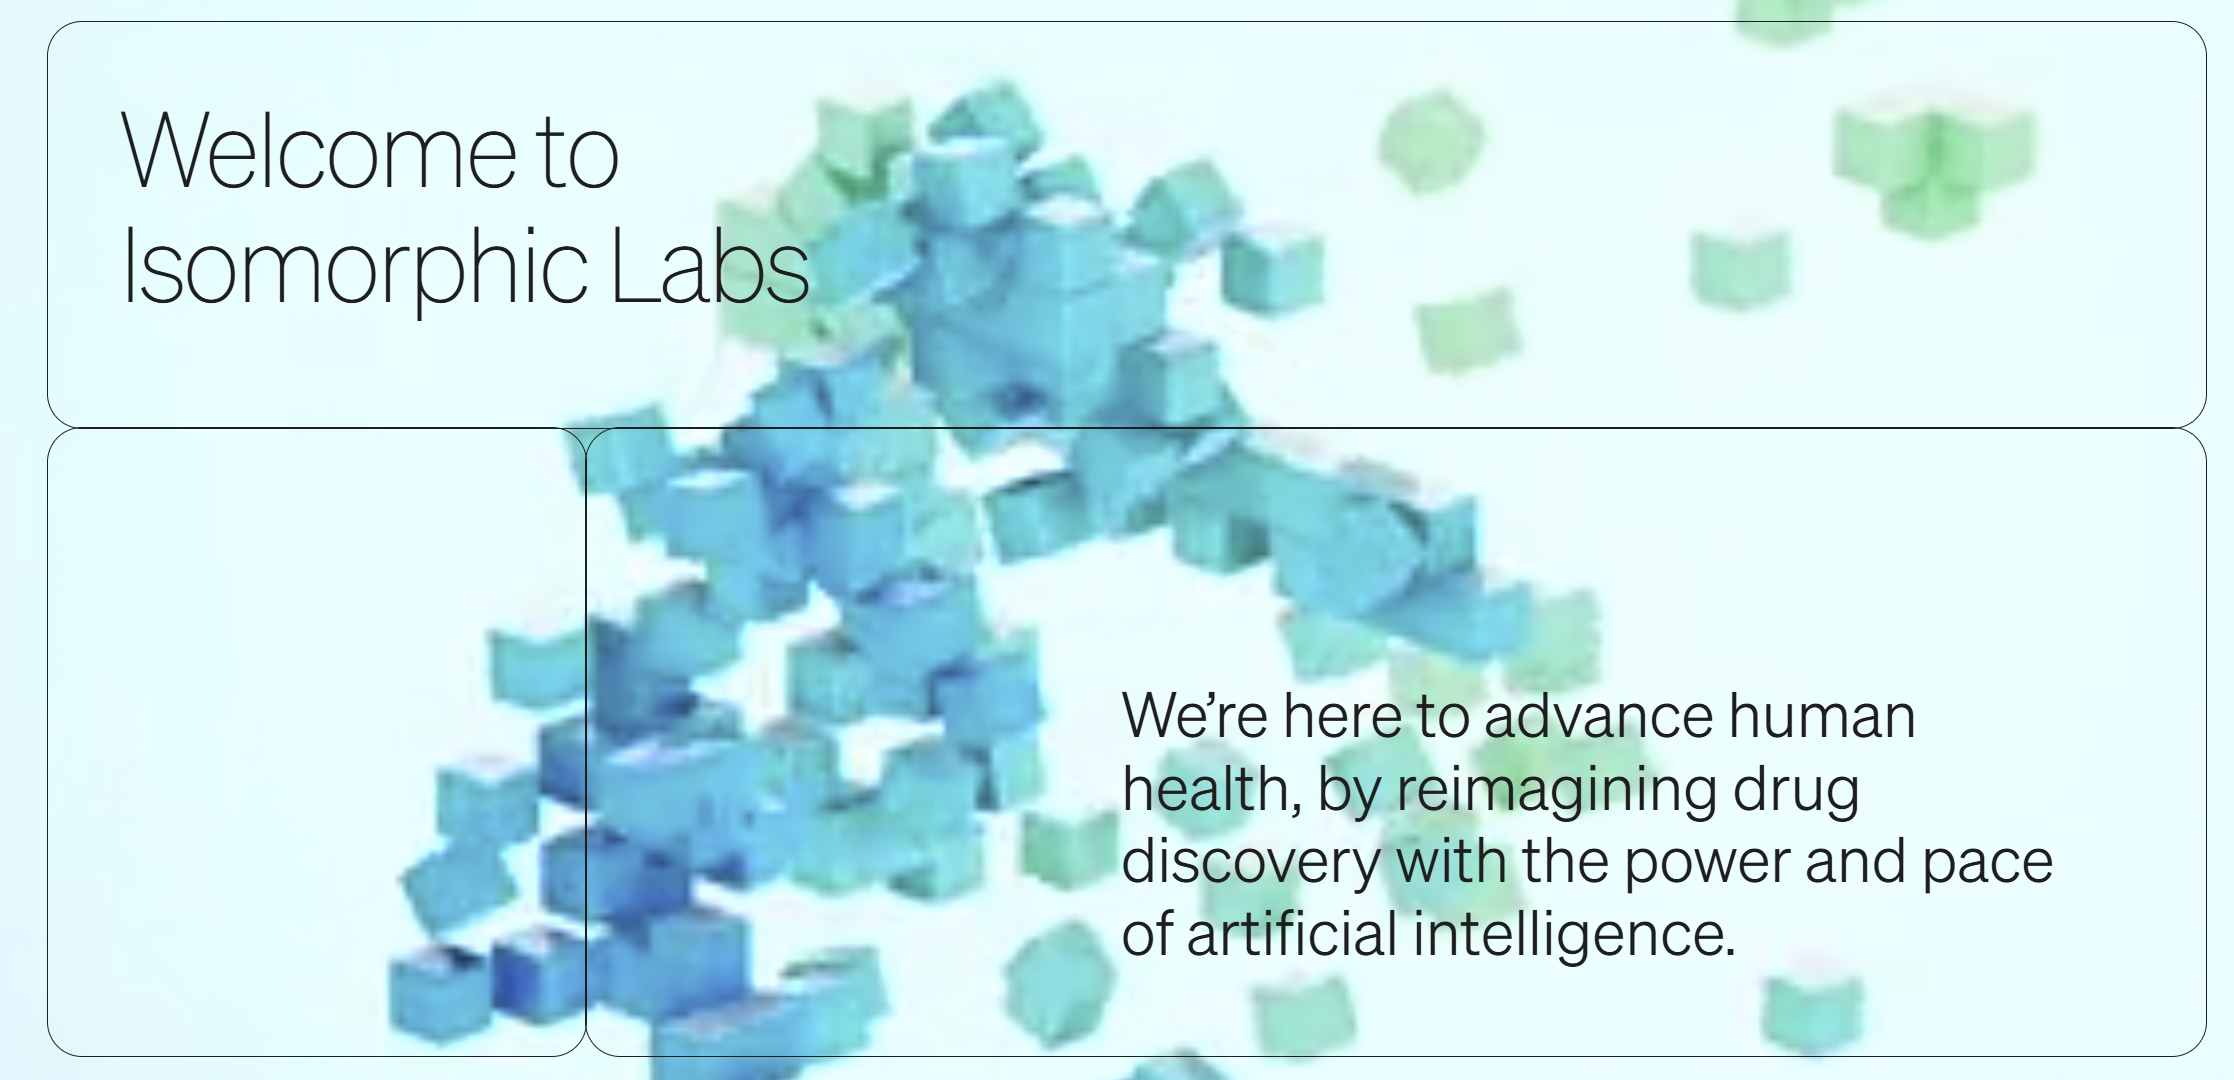 Welcome to
Isomorphic Labs
We’re here to advance human
health, by reimagining drug
discovery with the power and pace
of artificial intelligence.